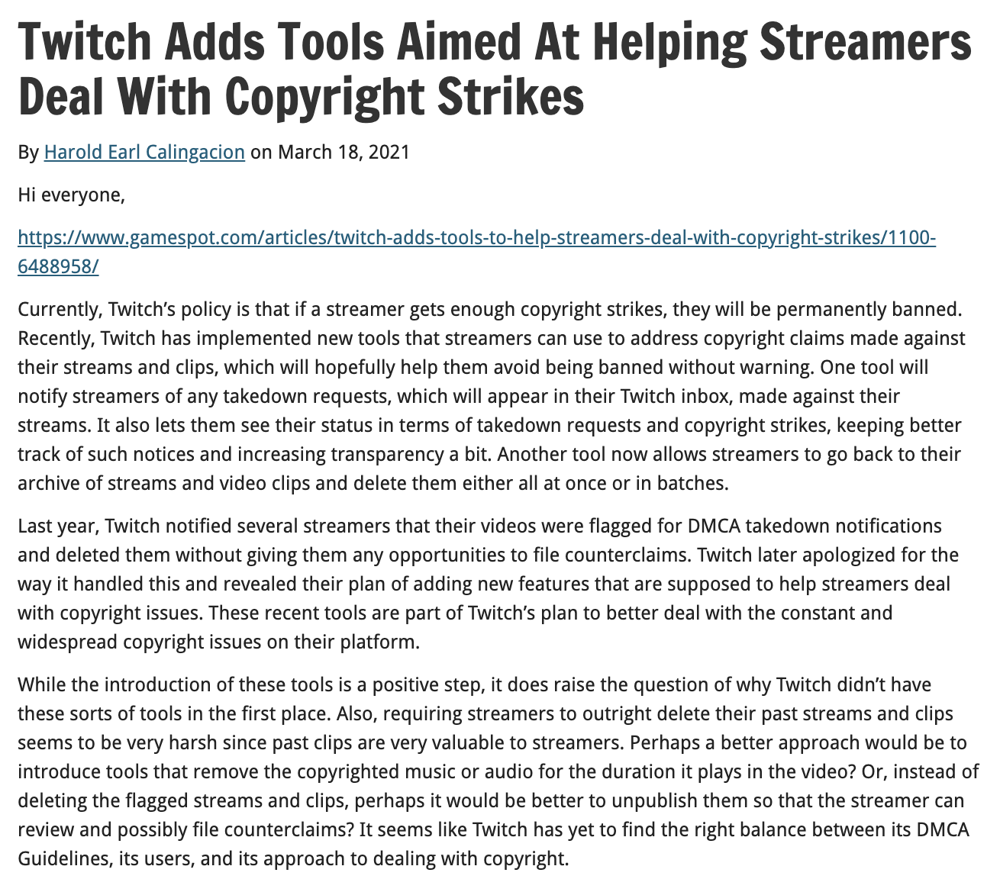 Twitch Adds Tools Aimed At Helping Streamers
Deal With Copyright Strikes
By Harold Earl Calingacion on March 18, 2021
Hi everyone,
https://www.gamespot.com/articles/twitch-adds-tools-to-help-streamers-deal-with-copyright-strikes/1100-
6488958/
Currently, Twitch’s policy is that if a streamer gets enough copyright strikes, they will be permanently banned.
Recently, Twitch has implemented new tools that streamers can use to address copyright claims made against
their streams and clips, which will hopefully help them avoid being banned without warning. One tool will
notify streamers of any takedown requests, which will appear in their Twitch inbox, made against their
streams. It also lets them see their status in terms of takedown requests and copyright strikes, keeping better
track of such notices and increasing transparency a bit. Another tool now allows streamers to go back to their
archive of streams and video clips and delete them either all at once or in batches.
Last year, Twitch notified several streamers that their videos were flagged for DMCA takedown notifications
and deleted them without giving them any opportunities to file counterclaims. Twitch later apologized for the
way it handled this and revealed their plan of adding new features that are supposed to help streamers deal
with copyright issues. These recent tools are part of Twitch’s plan to better deal with the constant and
widespread copyright issues on their platform.
While the introduction of these tools is a positive step, it does raise the question of why Twitch didn’t have
these sorts of tools in the first place. Also, requiring streamers to outright delete their past streams and clips
seems to be very harsh since past clips are very valuable to streamers. Perhaps a better approach would be to
introduce tools that remove the copyrighted music or audio for the duration it plays in the video? Or, instead of
deleting the flagged streams and clips, perhaps it would be better to unpublish them so that the streamer can
review and possibly file counterclaims? It seems like Twitch has yet to find the right balance between its DMCA
Guidelines, its users, and its approach to dealing with copyright.